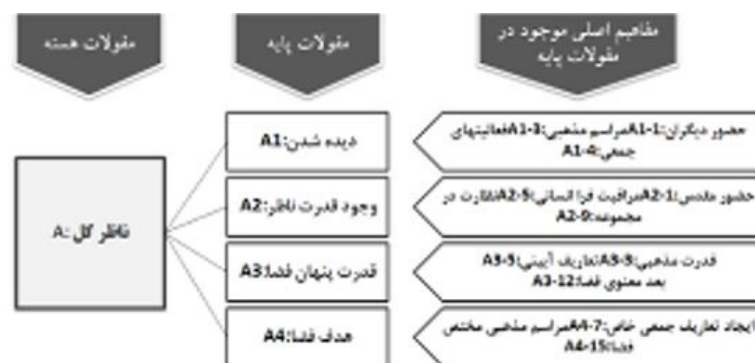 مفاهیم اصلی موجود در
مقولات پایه
مقولات پایه
مقولات هسته
حضور دیگران:A1-1مراسم مذهبی:A1-3فعالیتهای
جمعی:A1-4
دیده شدن:A1
حضور مقدس:A2-1مراقبت فرا انسانی:A2-5نظارت در
مجموعه:A2-9
وجود قدرت ناظر:A2
ناظر کل:A
قدرت مذهبی:A3-3تعاریف آیینی:A3-5
بعد معنوی فضا:A3-12
قدرت پنهان فضا:A3
ایجاد تعاریف جمعی خاص:A4-7مراسم مذهبی مختص
فضا:A4-15
هدف فضا:A4